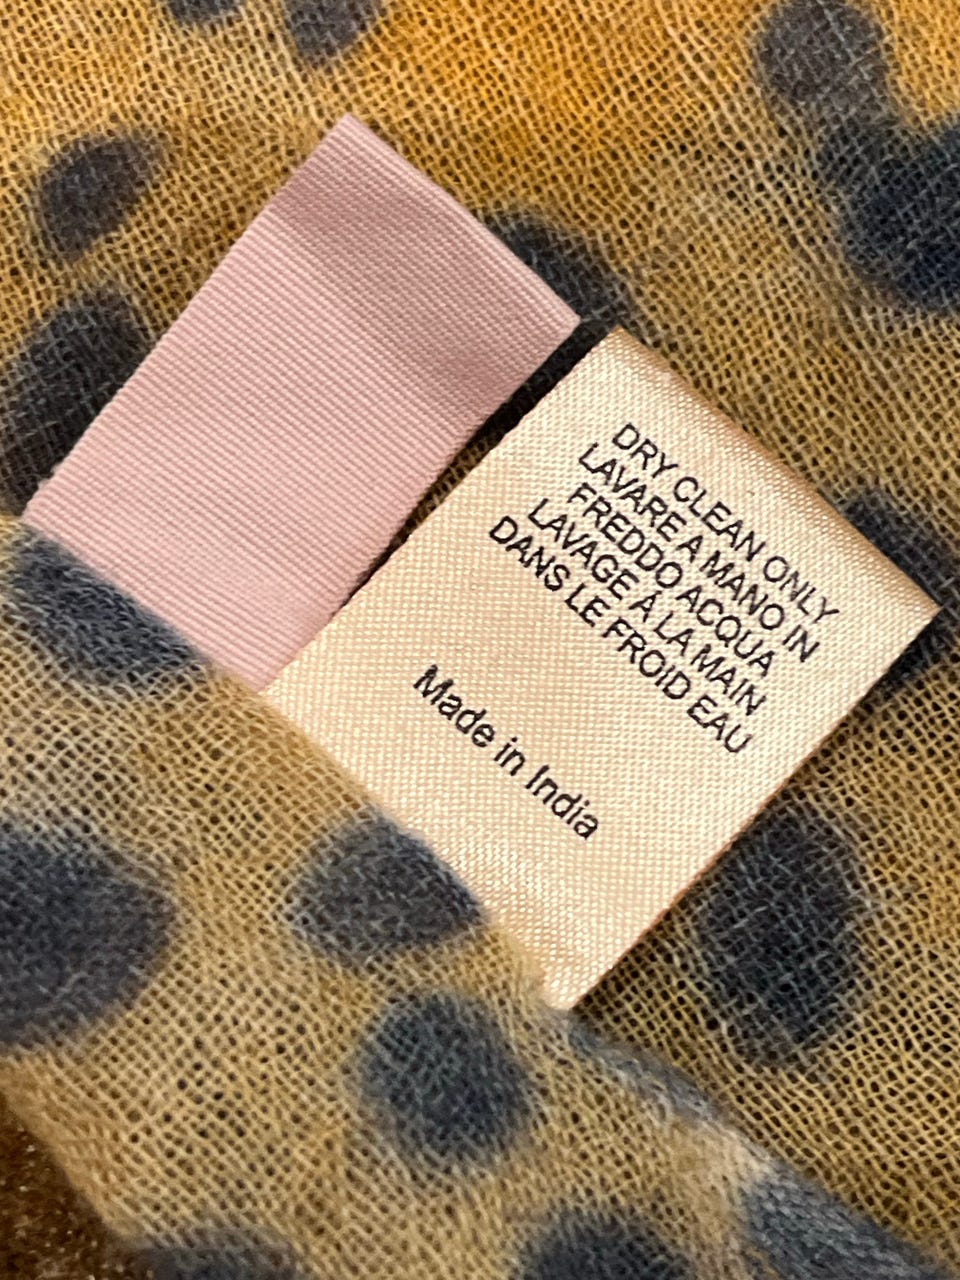 DRY CLEAN ONLY
LAVARE A MANO IN
FREDDO ACQUA
LAVAGE À LA MAIN
DANS LE FROID EAU
Made in India